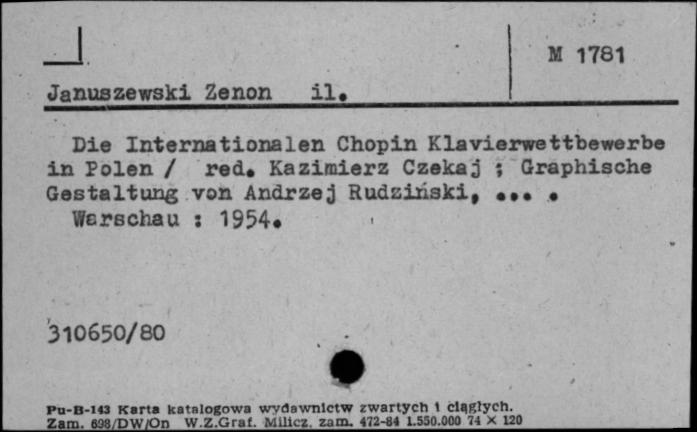 M 1781
Januszewski Zenon il.
Die Internationalen Chopin Klavierwettbewerbe
in Polen / red. Kazimierz Czekaj ; Graphische
Gestaltung von Andrzej Rudziński, ... .
Warschau : 1954.
310650/80
Pu-B-143 Karta katalogowa wydawnictw zwartych i ciągłych.
Zam. 698/DW/On W.Z.Graf. Milicz, zam. 472-84 1.550.000 74 × 120